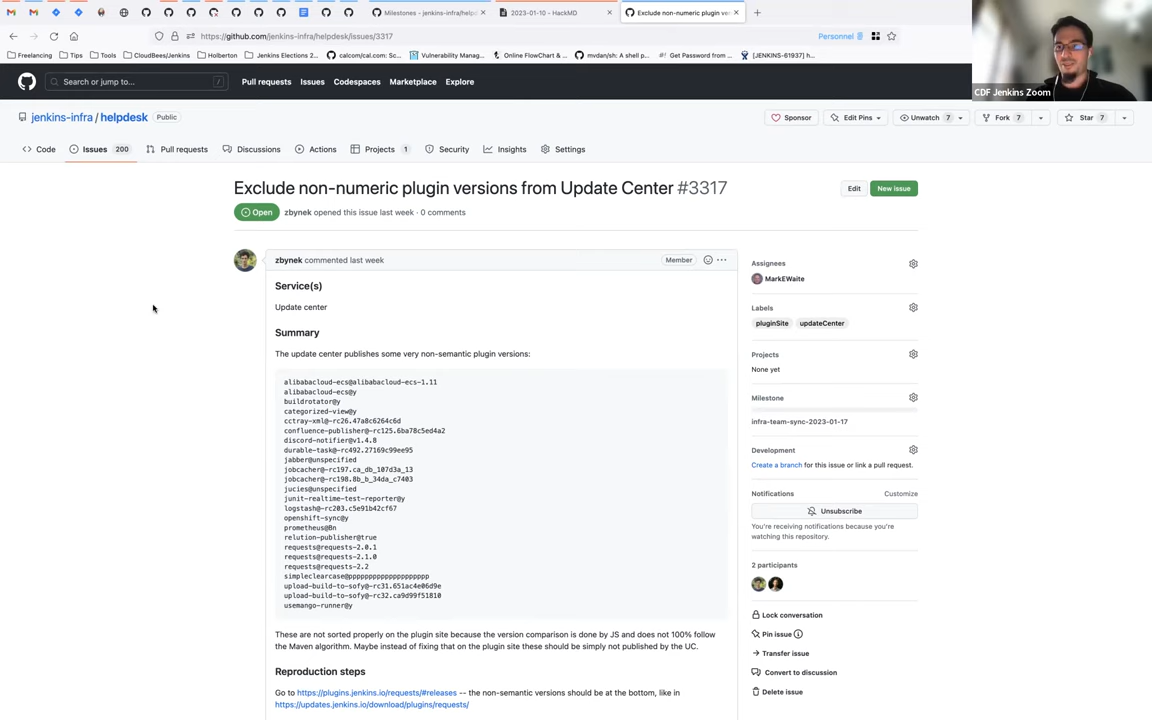 Milestones - jenkins-infra/help
2023-01-10 - HackMD
Exclude non-numeric plugin ve
https://github.com/jenkins-infra/helpdesk/issues/3317
Personnel
Freelancing
Tips
Tools
CloudBees/Jenkins
Holberton
Jenkins Elections 2...
calcom/cal.com: Sc...
Vulnerability Manag...
Online FlowChart &...
mvdan/sh: A shell p...
Get Password from ...
[JENKINS-61937] h...
CDF Jenkins Zoom
Search or jump to...
/
Pull requests
Issues
Codespaces
Marketplace
Explore
jenkins-infra / helpdesk
Public
Sponsor
Edit Pins
Unwatch 7
Fork 7
Star 7
Code
Issues 200
Pull requests
Discussions
Actions
Projects 1
Security
Insights
Settings
Exclude non-numeric plugin versions from Update Center #3317
Edit
New issue
Open
zbynek opened this issue last week · 0 comments
zbynek commented last week
Member
Service(s)
Update center
Summary
The update center publishes some very non-semantic plugin versions:
alibabacloud-ecs@alibabacloud-ecs-1.11
alibabacloud-ecs@y
buildrotator@y
categorized-view@y
cctray-xml@-rc26.47a8c6264c6d
confluence-publisher@-rc125.6ba78c5ed4a2
discord-notifier@v1.4.8
durable-task@-rc492.27169c99ee95
jabber@unspecified
jobcacher@-rc197.ca_db_107d3a_13
jobcacher@-rc198.8b_b_34da_c7403
jucies@unspecified
junit-realtime-test-reporter@y
logstash@-rc203.c5e91b42cf67
openshift-sync@y
prometheus@Bn
relution-publisher@true
requests@requests-2.0.1
requests@requests-2.1.0
requests@requests-2.2
simpleclearcase@ppppppppppppppppppp
upload-build-to-sofy@-rc31.651ac4e06d9e
upload-build-to-sofy@-rc32.ca9d99f51810
usemango-runner@y
These are not sorted properly on the plugin site because the version comparison is done by JS and does not 100% follow
the Maven algorithm. Maybe instead of fixing that on the plugin site these should be simply not published by the UC.
Reproduction steps
Go to https://plugins.jenkins.io/requests/#releases -- the non-semantic versions should be at the bottom, like in
https://updates.jenkins.io/download/plugins/requests/
Assignees
MarkEWaite
Labels
pluginSite
updateCenter
Projects
None yet
Milestone
infra-team-sync-2023-01-17
Development
Create a branch for this issue or link a pull request.
Notifications
Customize
Unsubscribe
You're receiving notifications because you're
watching this repository.
2 participants
Lock conversation
Pin issue
Transfer issue
Convert to discussion
Delete issue